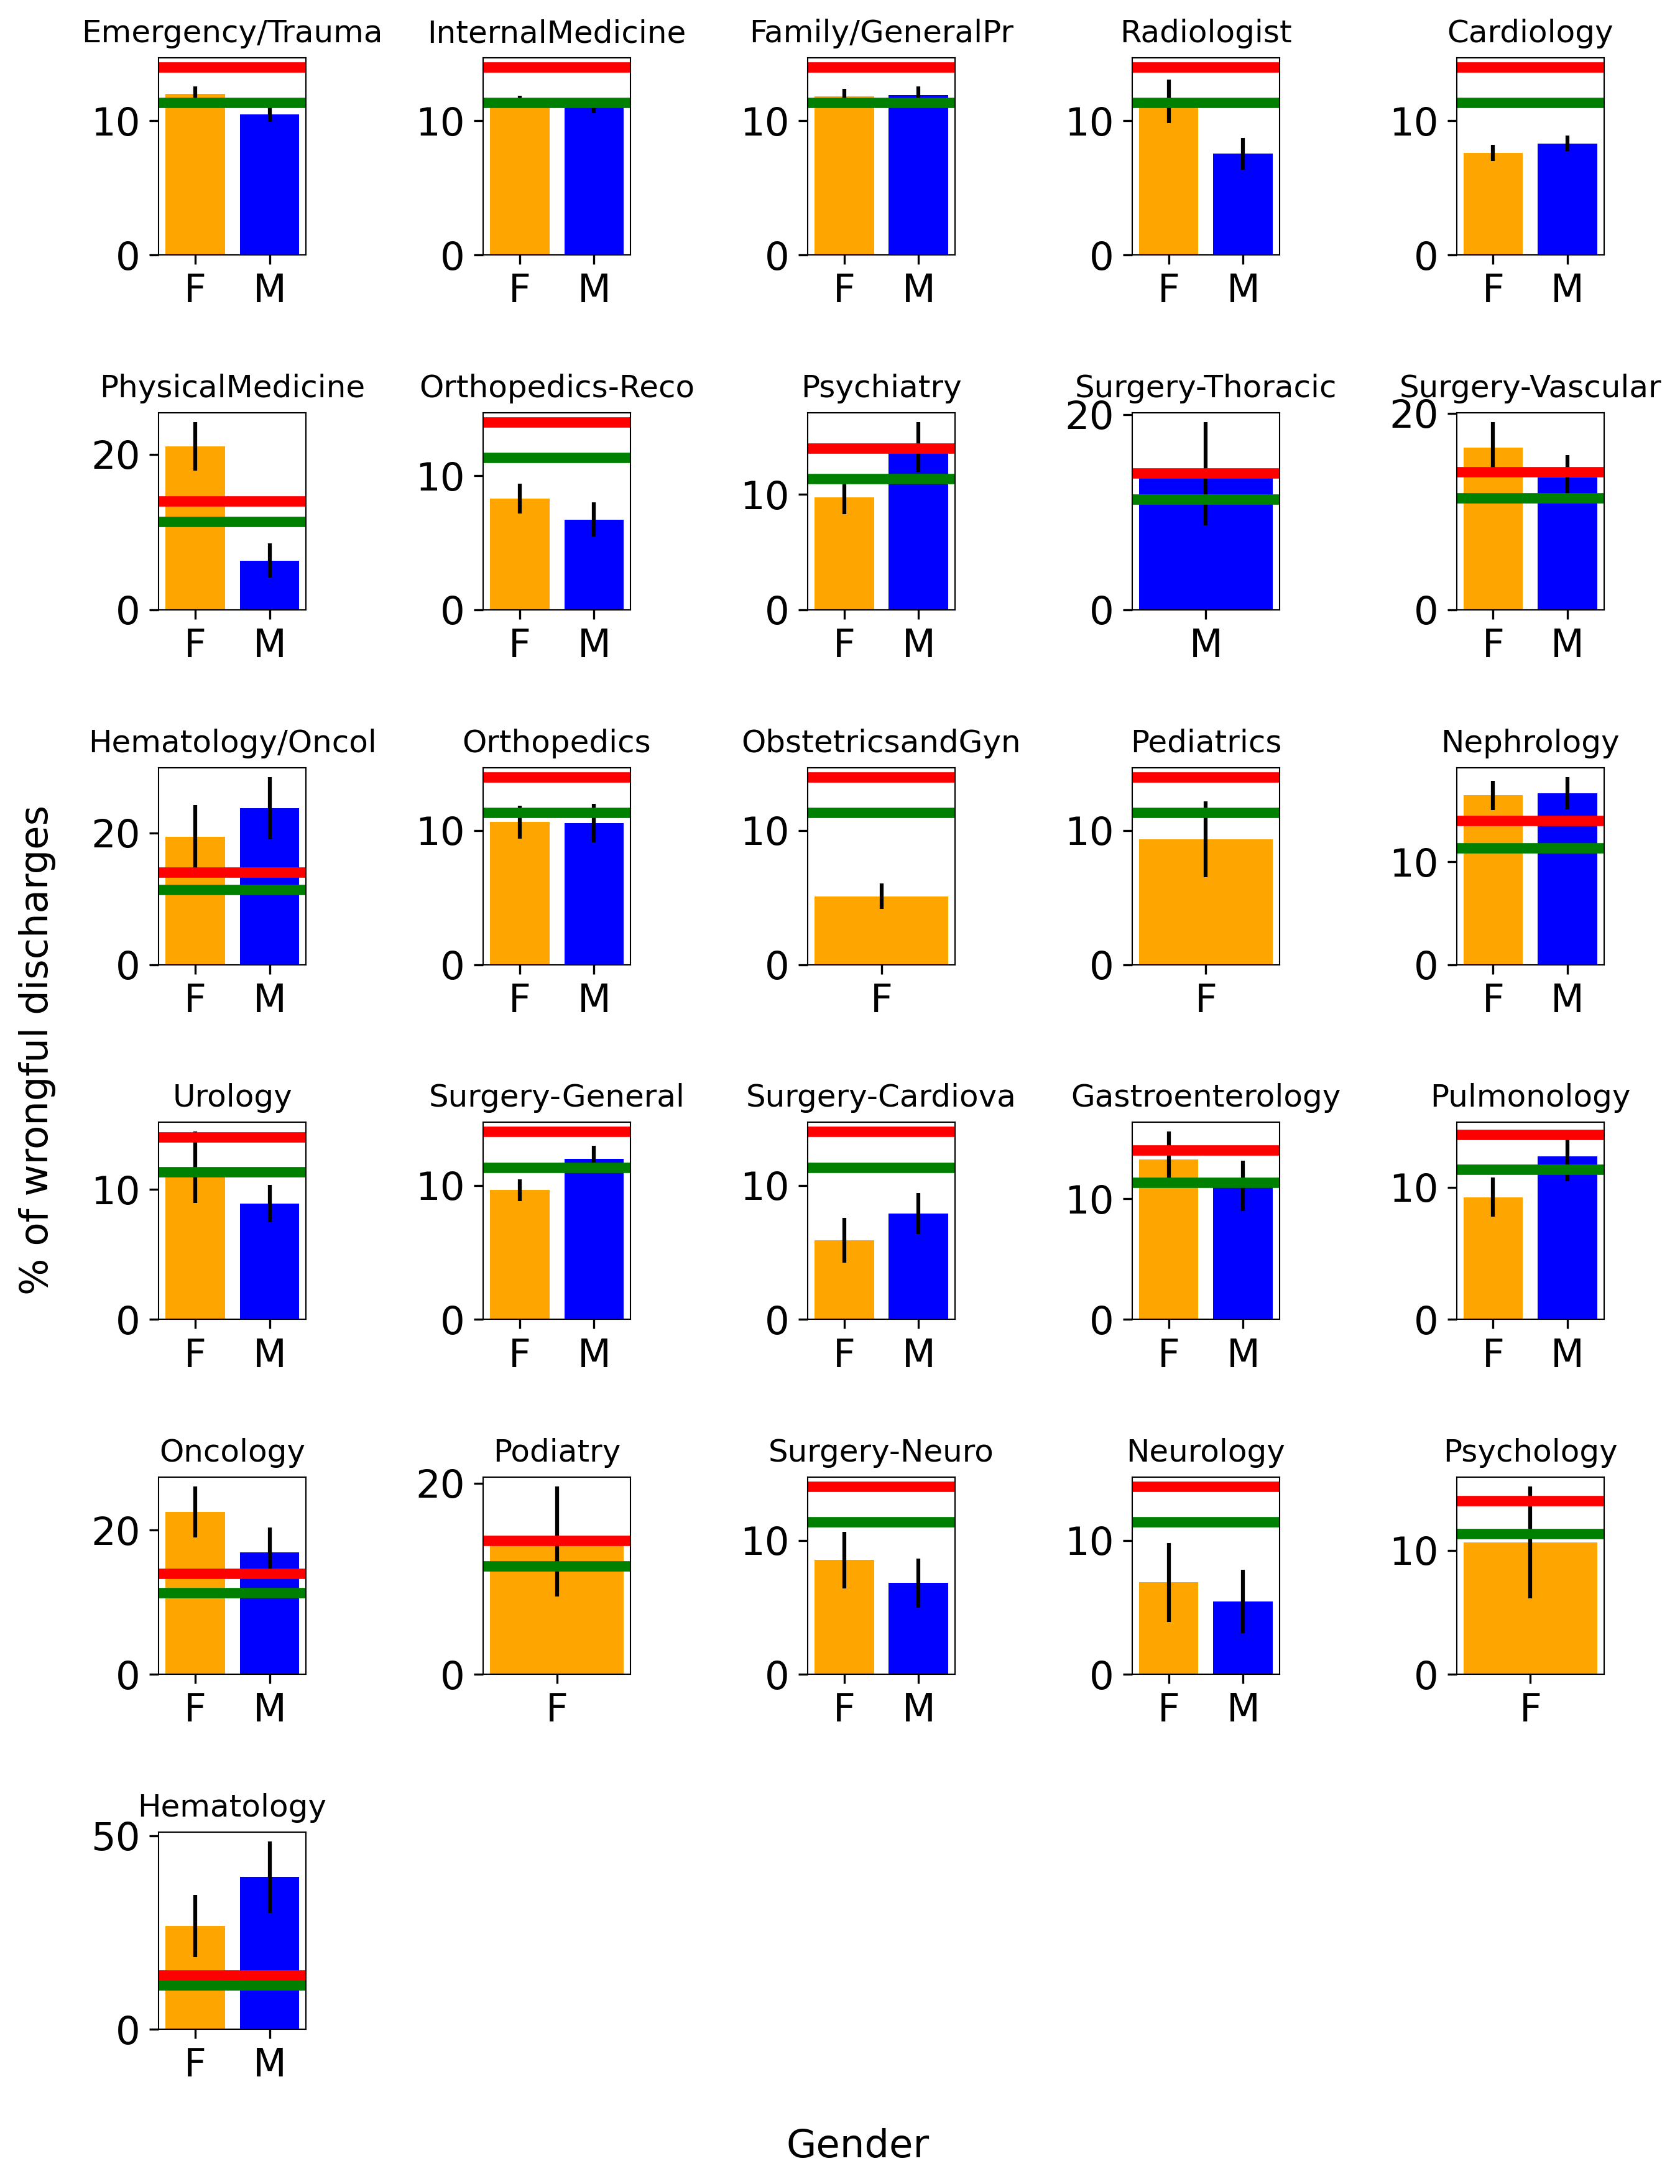 Emergency/Trauma InternalMedicine Family/GeneralPr Radiologist Cardiology
10 10 10 10 10
0 0 0 0 0
F M F M F M F M F M
PhysicalMedicine Orthopedics-Reco Psychiatry Surgery-Thoracic Surgery-Vascular
20 10 10 20 20
0 0 0 0 0
F M F M F M M F M
Hematology/Oncol Orthopedics ObstetricsandGyn Pediatrics Nephrology
20 10 10 10 10
0 0 0 0 0
F M F M F F F M
% of wrongful discharges
Urology Surgery-General Surgery-Cardiova Gastroenterology Pulmonology
10 10 10 10 10
0 0 0 0 0
F M F M F M F M F M
Oncology Podiatry Surgery-Neuro Neurology Psychology
20 20 10 10 10
0 0 0 0 0
F M F F M F M F
Hematology
50
0
F M
Gender